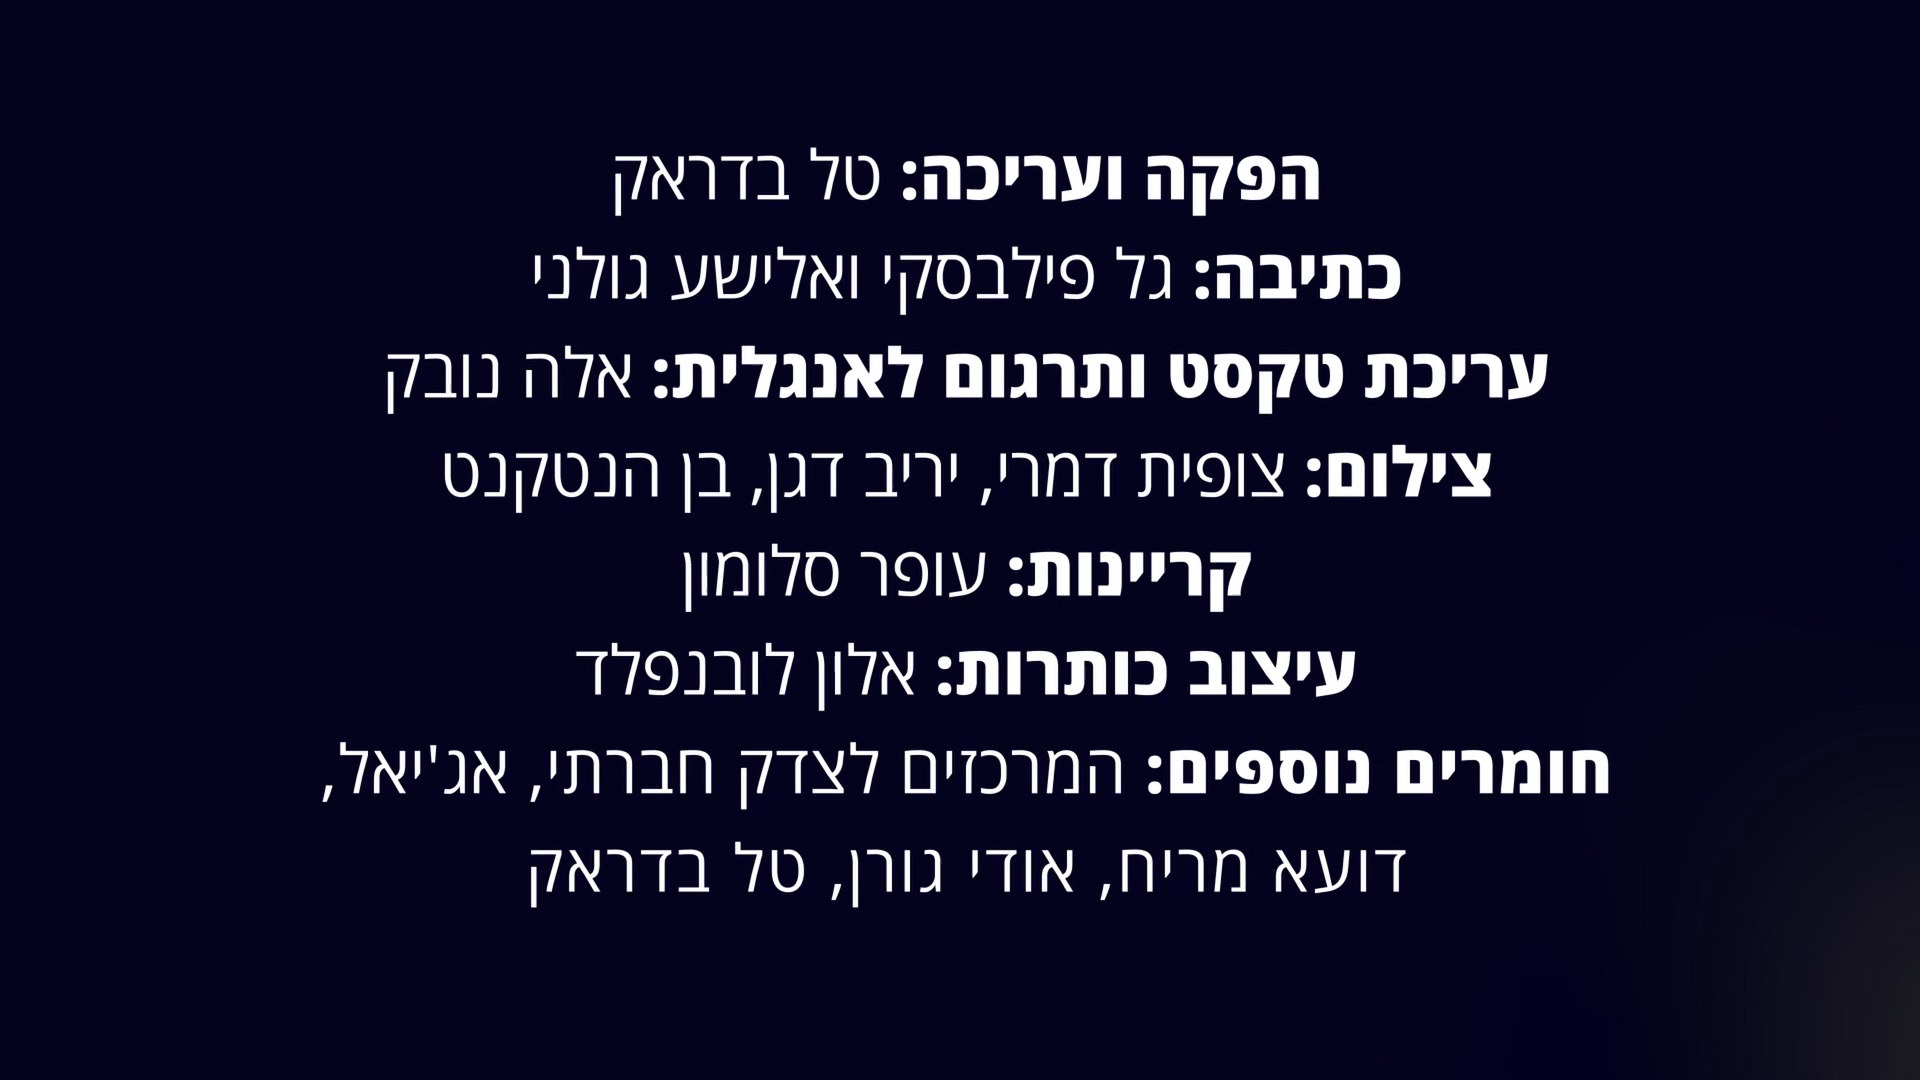 הפקה ועריכה: טל בדראק
כתיבה: גל פילבסקי ואלישע גולני
עריכת טקסט ותרגום לאנגלית: אלה נובק
צילום: צופית דמרי, יריב דגן, בן הנטקנט
קריינות: עופר סלומון
עיצוב כותרות: אלון לובנפלד
חומרים נוספים: המרכזים לצדק חברתי, אג'יאל,
דועא מריח, אודי גורן, טל בדראק